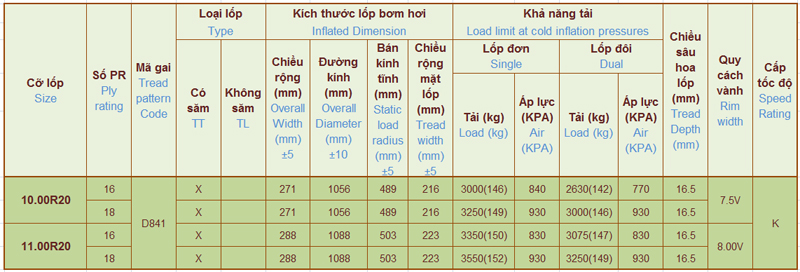 Cỡ lốp
Size
Số PR
Ply
rating
Mã gai
Tread
pattern
Code
Loại lốp
Type
Có
săm
TT
Không
săm
TL
Kích thước lốp bơm hơi
Inflated Dimension
Chiều
rộng
(mm)
Overall
Width
(mm)
±5
Đường
kính
(mm)
Overall
Diameter
(mm)
±10
Bán
kính
tĩnh
(mm)
Static
load
radius
(mm)
±5
Chiều
rộng mặt
lốp
(mm)
Tread
width
(mm)
±5
Khả năng tải
Load limit at cold inflation pressures
Lốp đơn
Single
Lốp đôi
Dual
Tải (kg)
Load (kg)
Áp lực
(KPA)
Air
(KPA)
Tải (kg)
Load (kg)
Áp lực
(KPA)
Air
(KPA)
Chiều
sâu
hoa
lốp
(mm)
Tread
Depth
(mm)
Quy
cách
vành
Rim
width
Cấp
tốc độ
Speed
Rating
10.00R20
16 X 271 1056 489 216 3000(146) 840 2630(142) 770 16.5
18 X 271 1056 489 216 3250(149) 930 3000(146) 930 16.5
7.5V
D841
K
11.00R20
16 X 288 1088 503 223 3350(150) 830 3075(147) 830 16.5
18 X 288 1088 503 223 3550(152) 930 3250(149) 930 16.5
8.00V